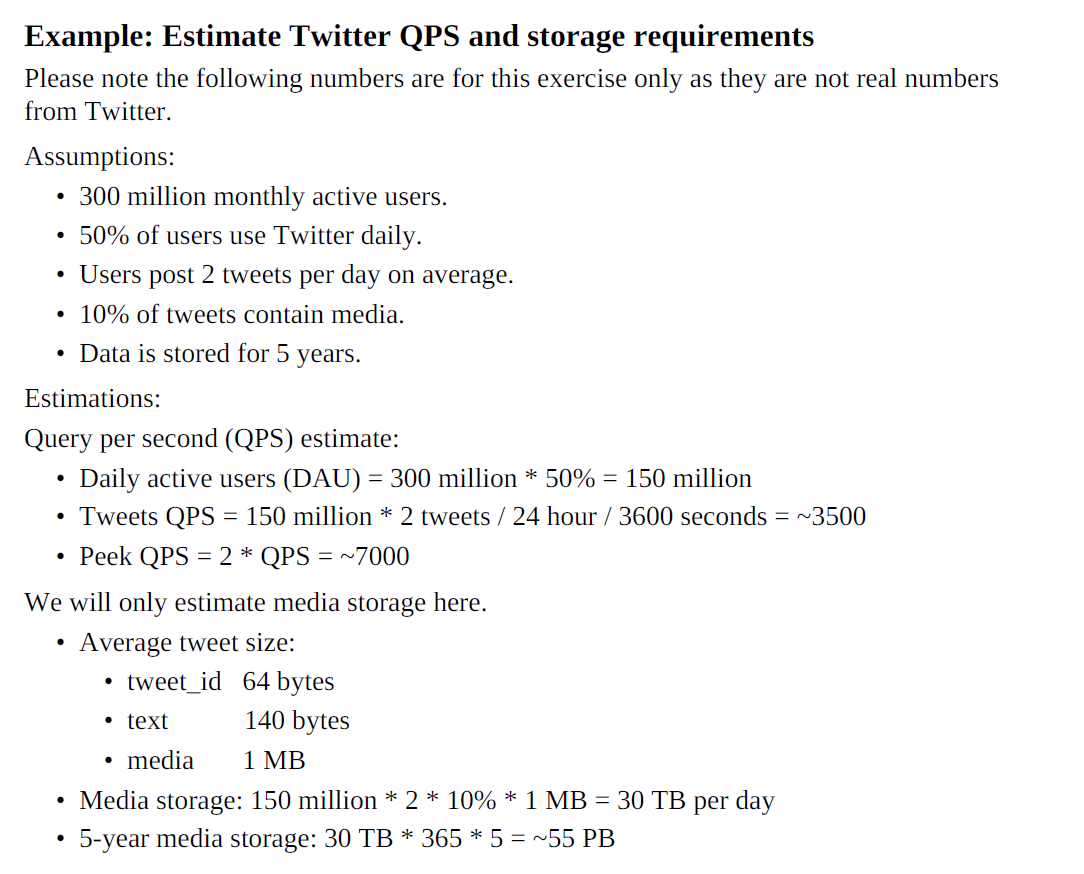 Example: Estimate Twitter QPS and storage requirements
Please note the following numbers are for this exercise only as they are not real numbers
from Twitter.
Assumptions:
• 300 million monthly active users.
• 50% of users use Twitter daily.
• Users post 2 tweets per day on average.
• 10% of tweets contain media.
• Data is stored for 5 years.
Estimations:
Query per second (QPS) estimate:
• Daily active users (DAU) = 300 million * 50% = 150 million
• Tweets QPS = 150 million * 2 tweets / 24 hour / 3600 seconds = ~3500
• Peek QPS = 2 * QPS = ~7000
We will only estimate media storage here.
• Average tweet size:
• tweet_id 64 bytes
• text 140 bytes
• media 1 MB
• Media storage: 150 million * 2 * 10% * 1 MB = 30 TB per day
• 5-year media storage: 30 TB * 365 * 5 = ~55 PB